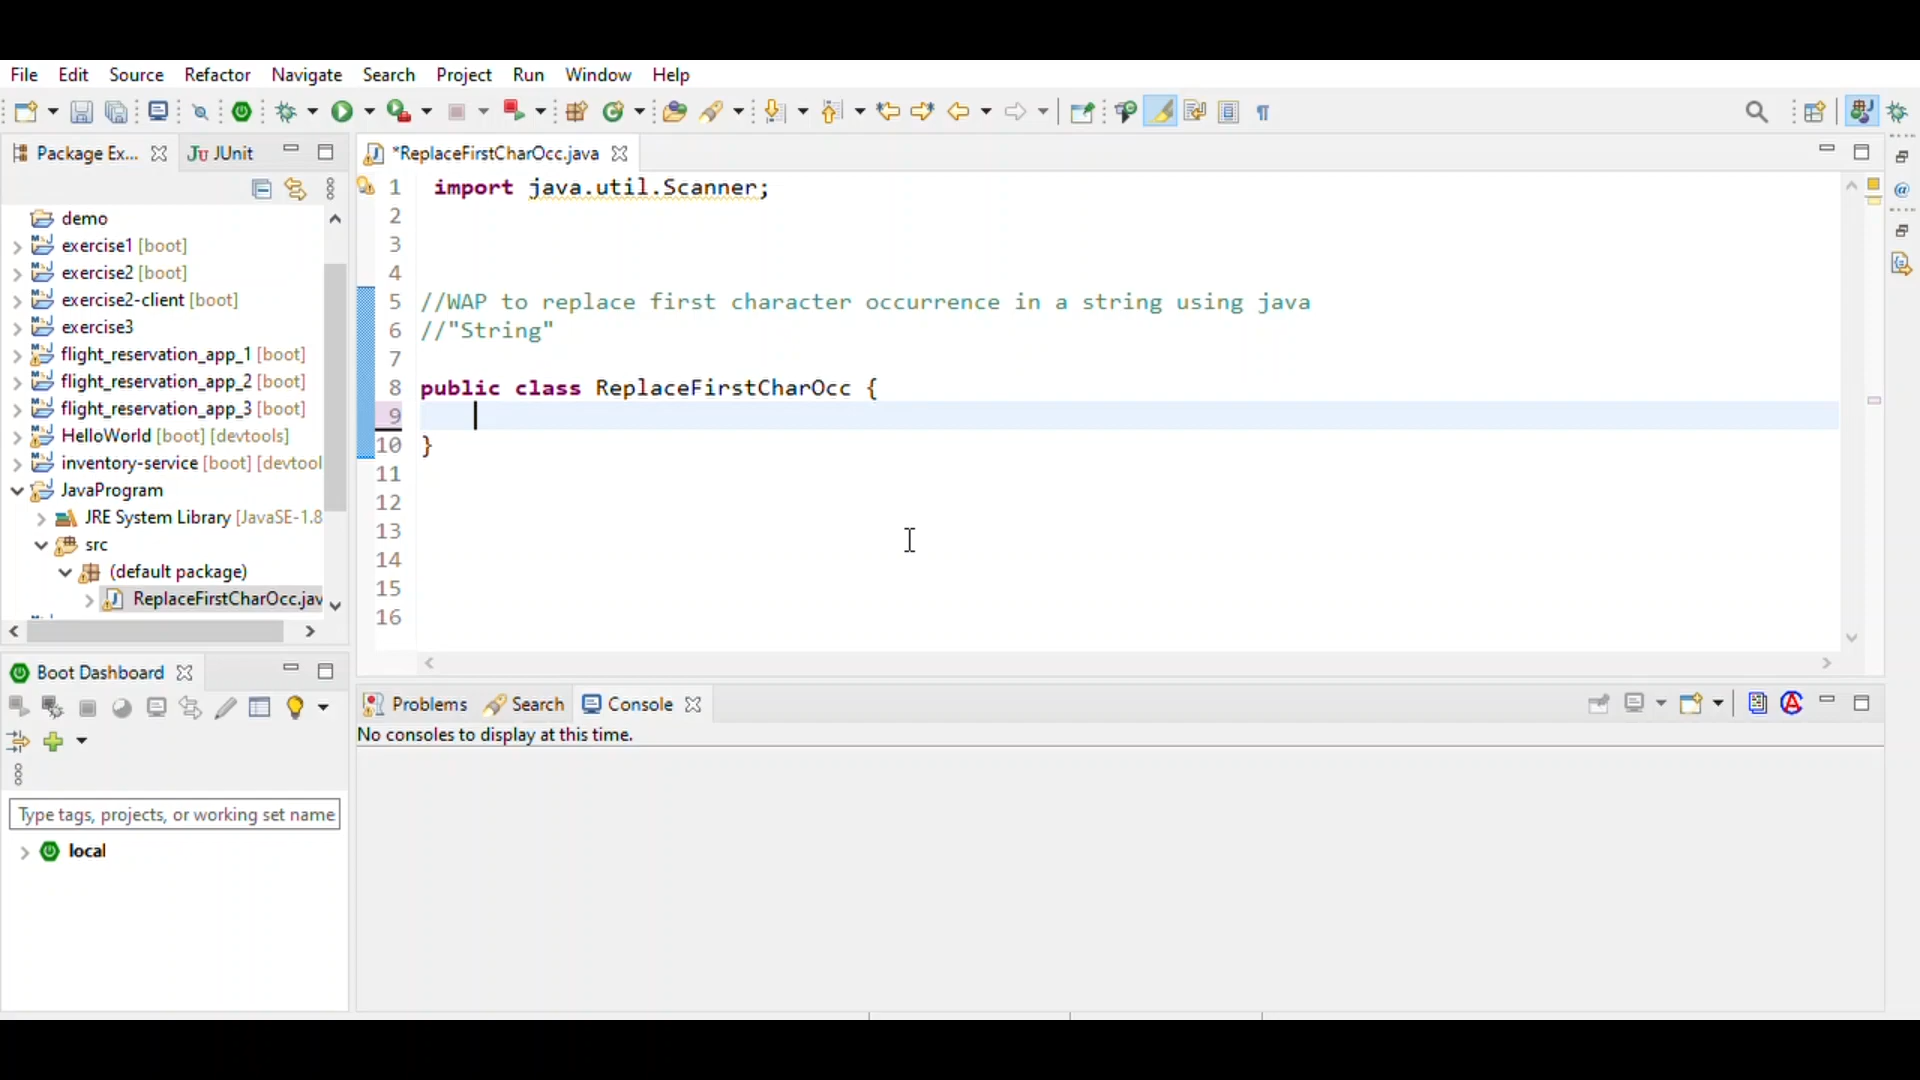 File Edit Source Refactor Navigate Search Project Run Window Help
Package Ex... JUnit
*ReplaceFirstCharOcc.java
demo
exercise1 [boot]
exercise2 [boot]
exercise2-client [boot]
exercise3
flight_reservation_app_1 [boot]
flight_reservation_app_2 [boot]
flight_reservation_app_3 [boot]
HelloWorld [boot] [devtools]
inventory-service [boot] [devtool
JavaProgram
JRE System Library [JavaSE-1.8
src
(default package)
ReplaceFirstCharOcc.jav
1 import java.util.Scanner;
2
3
4
5 //WAP to replace first character occurrence in a string using java
6 //"String"
7
8 public class ReplaceFirstCharOcc {
9
10 }
11
12
13
14
15
16
Boot Dashboard
Type tags, projects, or working set name
local
Problems Search Console
No consoles to display at this time.